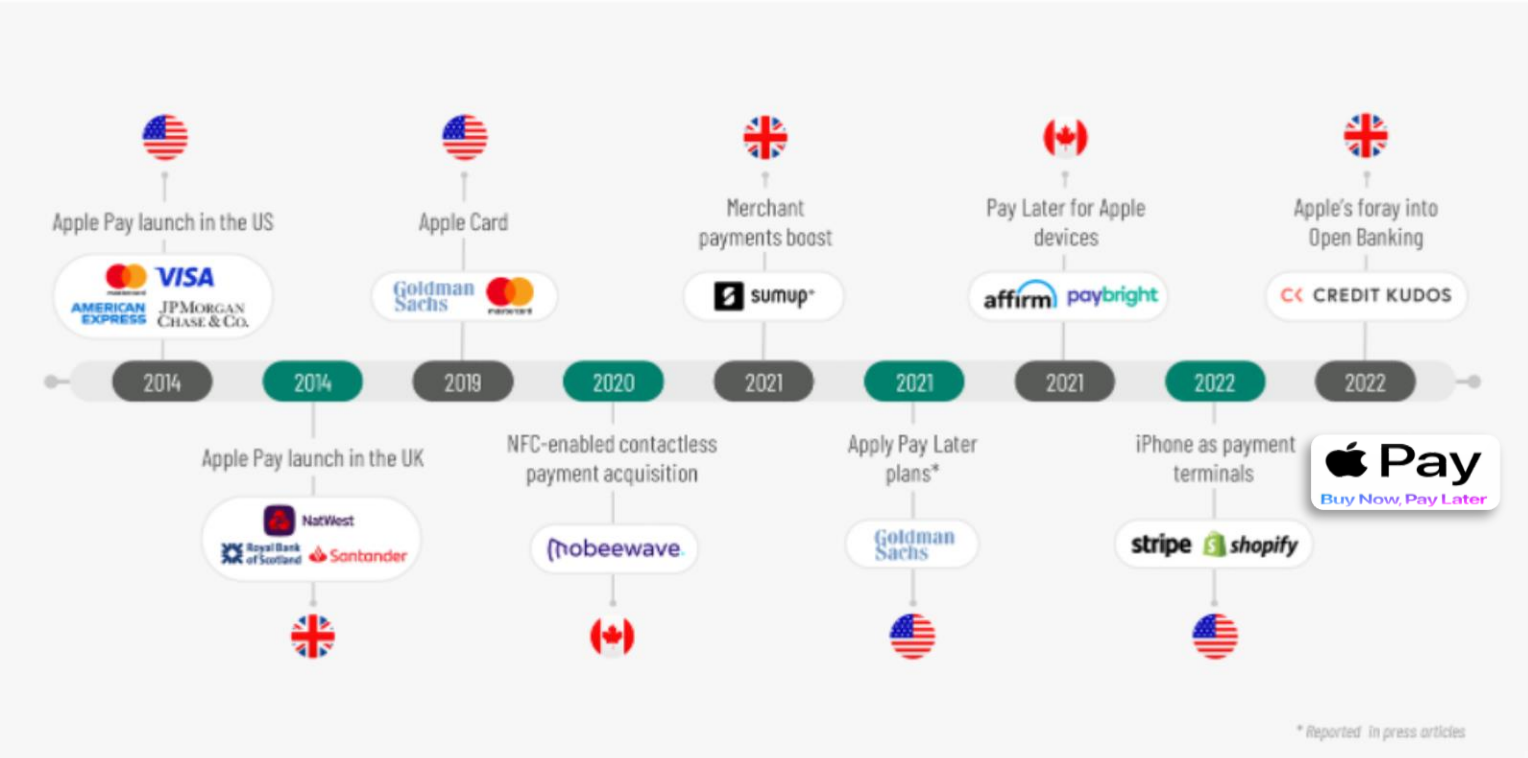 Apple Pay launch in the US
mastercard VISA
AMERICAN EXPRESS
JPMORGAN CHASE & CO.
Apple Card
Goldman Sachs
mastercard
Merchant
payments boost
sumup
Pay Later for Apple
devices
affirm paybright
Apple's foray into
Open Banking
CK CREDIT KUDOS
2014
2014
2019
2020
2021
2021
2021
2022
2022
Apple Pay launch in the UK
NatWest
Royal Bank
of Scotland
Santander
NFC-enabled contactless
payment acquisition
mobeewave
Apply Pay Later
plans*
Goldman
Sachs
iPhone as payment
terminals
stripe shopify
Pay
Buy Now, Pay Later
* Reported in press articles